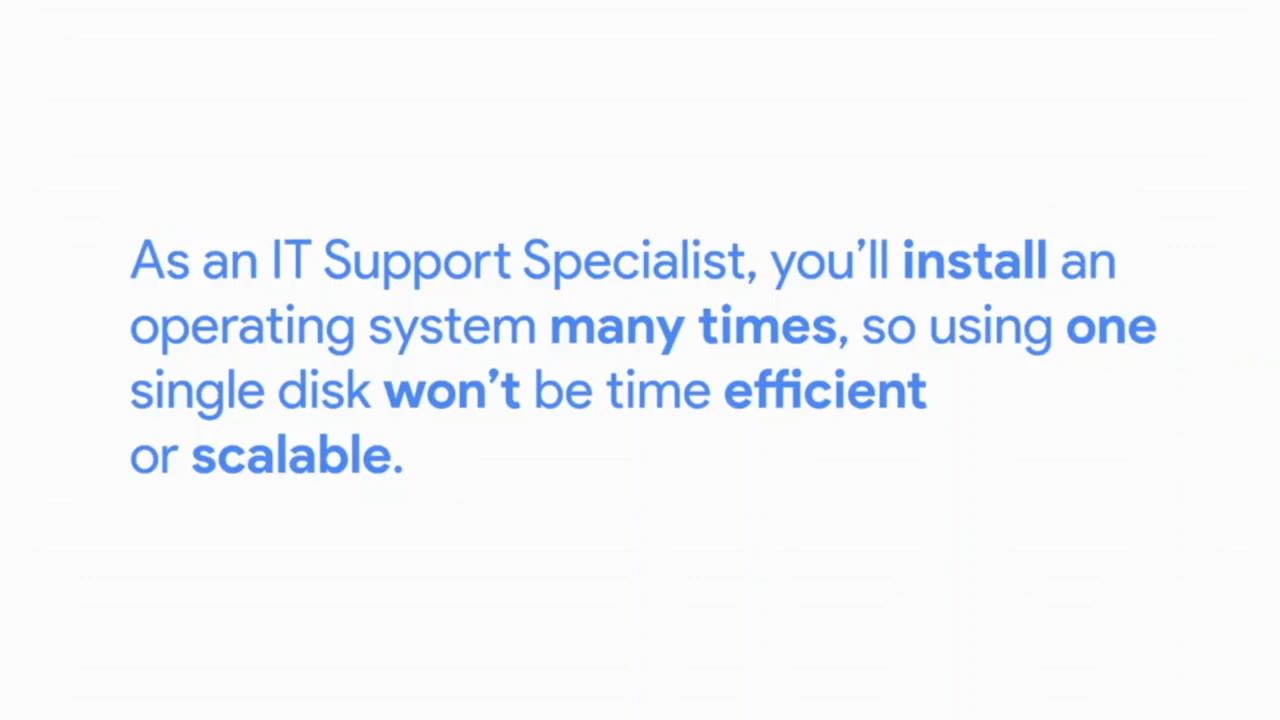 As an IT Support Specialist, you’ll install an
operating system many times, so using one
single disk won’t be time efficient
or scalable.